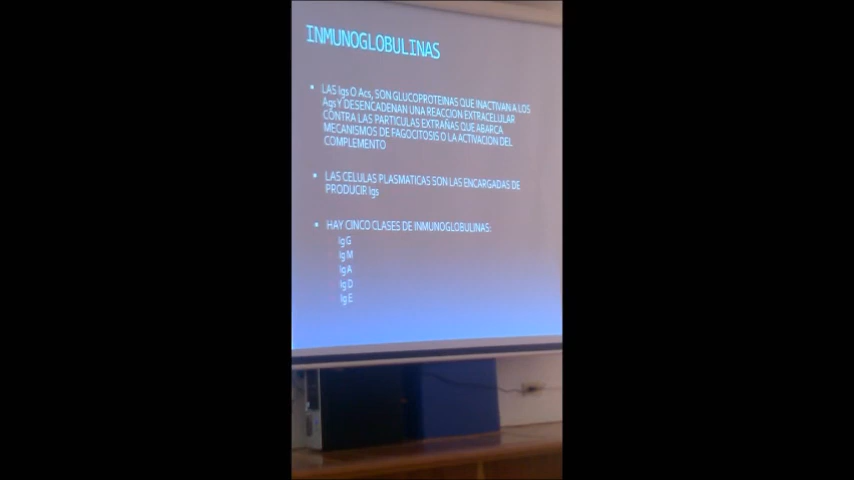 INMUNOGLOBULINAS
LAS Igs O Acs, SON GLUCOPROTEINAS QUE INACTIVAN A LOS
Ags Y DESENCADENAN UNA REACCION EXTRACELULAR
CONTRA LAS PARTICULAS EXTRAÑAS QUE ABARCA
MECANISMOS DE FAGOCITOSIS O LA ACTIVACION DEL
COMPLEMENTO
LAS CELULAS PLASMATICAS SON LAS ENCARGADAS DE
PRODUCIR Igs
HAY CINCO CLASES DE INMUNOGLOBULINAS:
Ig G
Ig M
Ig A
Ig D
Ig E